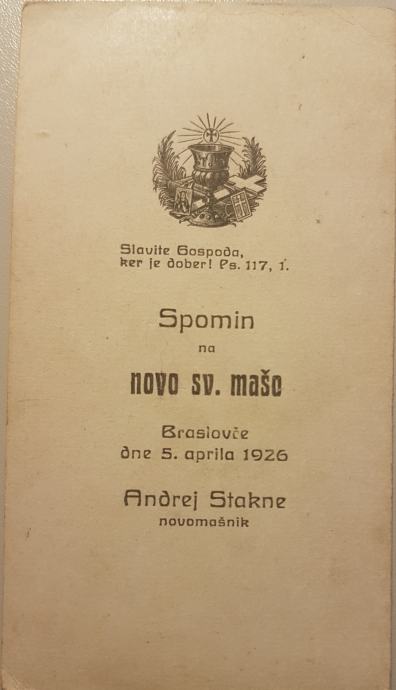 Slavite Gospoda,
ker je dober! Ps. 117, 1.
Spomin
na
novo sv. mašo
Braslovče
dne 5. aprila 1926
Andrej Stakne
novomašnik